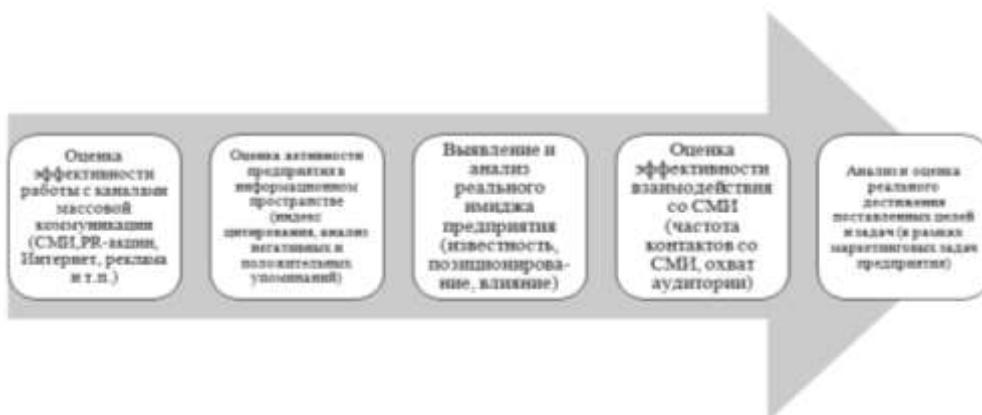 Оценка
эффективности
работы с каналами
массовой
коммуникации
(СМИ,PR-акции,
Интернет, реклама
и т.п.)
Оценка активности
предприятия в
информационном
пространстве
(индекс
цитирования, анализ
негативных и
положительных
упоминаний)
Выявление и
анализ
реального
имиджа
предприятия
(известность,
позиционирова-
ние, влияние)
Оценка
эффективности
взаимодействия
со СМИ
(частота
контактов со
СМИ, охват
аудитории)
Анализ и оценка
реального
достижения
поставленных целей
и задач (в рамках
маркетинговых задач
предприятия)